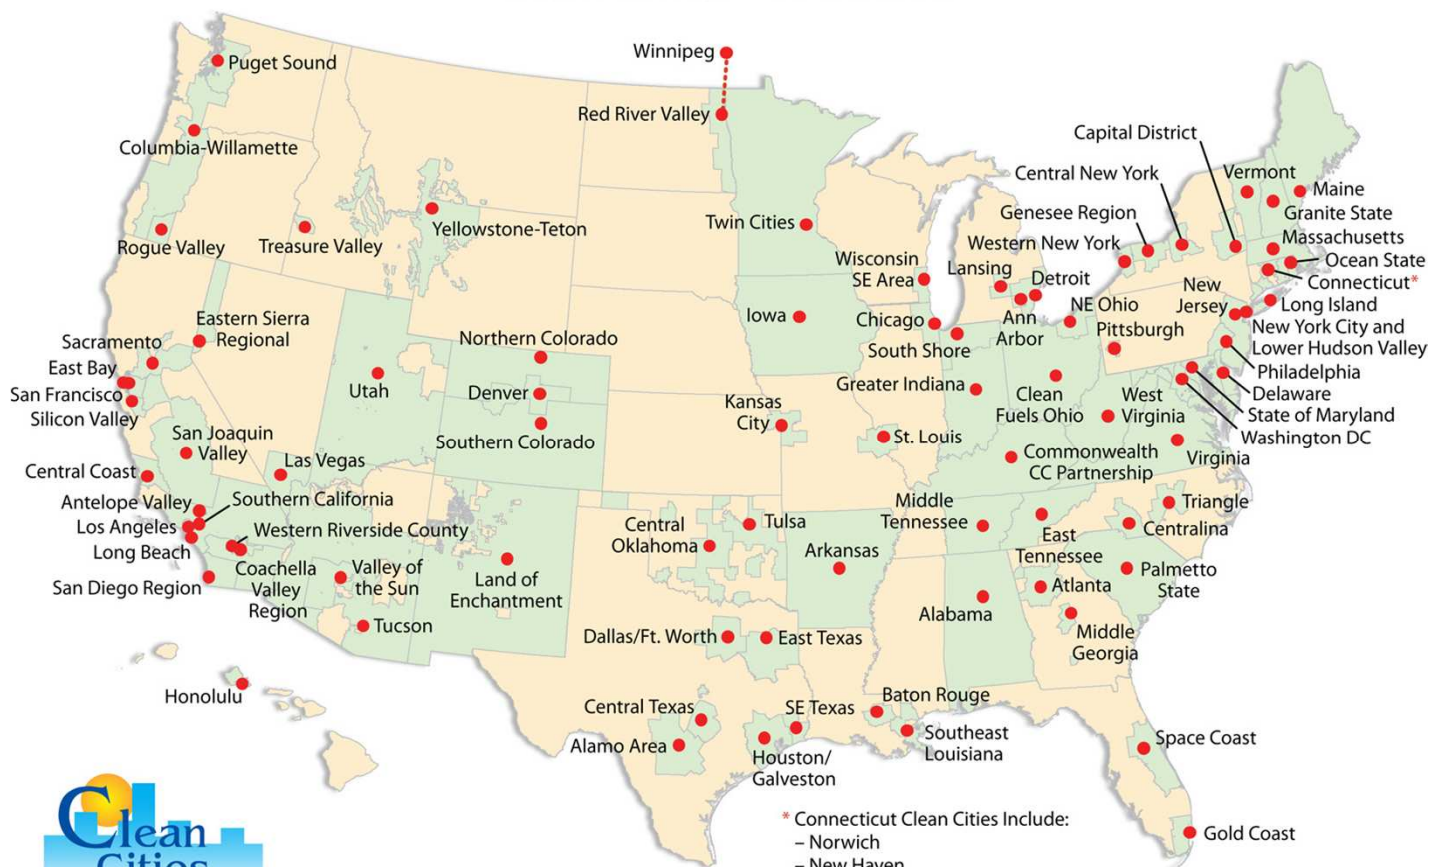 Winnipeg
Puget Sound
Red River Valley
Columbia-Willamette
Capital District
Central New York
Vermont
Maine
Genesee Region
Granite State
Yellowstone-Teton
Twin Cities
Rogue Valley
Treasure Valley
Western New York
Massachusetts
Wisconsin
SE Area
Lansing
Detroit
Ocean State
Connecticut*
New
Jersey
Long Island
NE Ohio
Eastern Sierra
Regional
Iowa
Chicago
Ann
Arbor
Pittsburgh
New York City and
Lower Hudson Valley
Sacramento
Northern Colorado
South Shore
East Bay
Philadelphia
San Francisco
Utah
Denver
Greater Indiana
Clean
Fuels Ohio
West
Virginia
Delaware
Silicon Valley
Kansas
City
State of Maryland
San Joaquin
Valley
Southern Colorado
St. Louis
Washington DC
Central Coast
Las Vegas
Commonwealth
CC Partnership
Virginia
Antelope Valley
Southern California
Middle
Tennessee
Triangle
Los Angeles
Western Riverside County
Central
Oklahoma
Tulsa
Centralina
Long Beach
East
Tennessee
Arkansas
San Diego Region
Coachella
Valley
Region
Valley of
the Sun
Land of
Enchantment
Atlanta
Palmetto
State
Alabama
Tucson
Dallas/Ft. Worth
East Texas
Middle
Georgia
Honolulu
Central Texas
SE Texas
Baton Rouge
Alamo Area
Houston/
Galveston
Southeast
Louisiana
Space Coast
Gold Coast
Clean
Cities
* Connecticut Clean Cities Include:
– Norwich
– New Haven